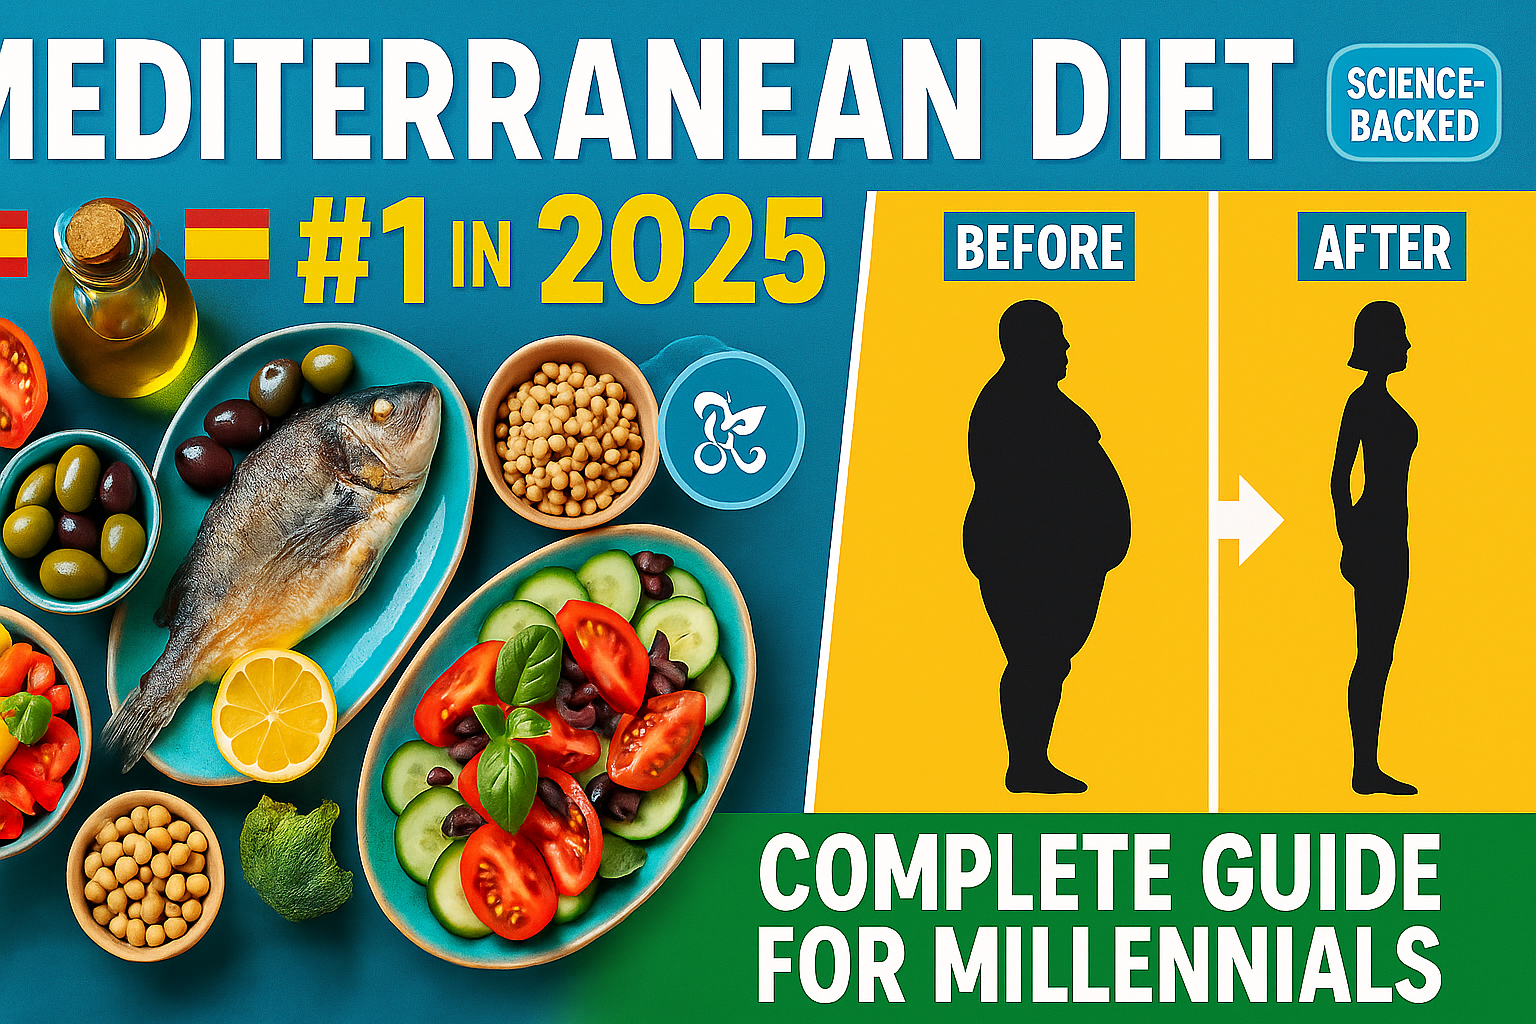 MEDITERRANEAN DIET
SCIENCE-
BACKED
#1 IN 2025
BEFORE
AFTER
COMPLETE GUIDE
FOR MILLENNIALS